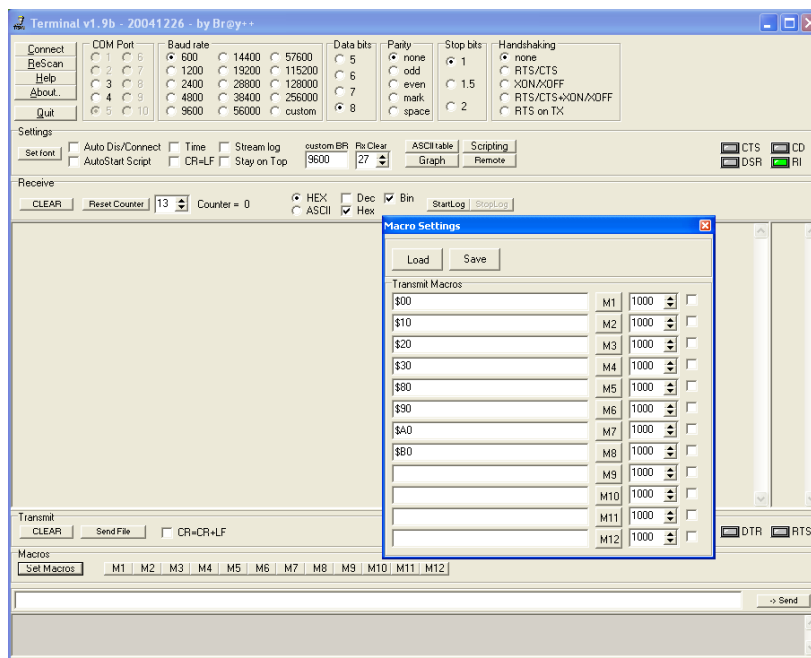 Terminal v1.9b - 20041226 - by Br@y++
Connect
ReScan
Help
About..
Quit
COM Port
1 6
2 7
3 8
4 9
5 10
Baud rate
600 14400 57600
1200 19200 115200
2400 28800 128000
4800 38400 256000
9600 56000 custom
Data bits
5
6
7
8
Parity
none
odd
even
mark
space
Stop bits
1
1.5
2
Handshaking
none
RTS/CTS
XON/XOFF
RTS/CTS+XON/XOFF
RTS on TX
Settings
Set font
Auto Dis/Connect Time Stream log
AutoStart Script CR=LF Stay on Top
custom BR Rx Clear
9600 27
ASCII table Scripting
Graph Remote
CTS CD
DSR RI
Receive
CLEAR Reset Counter 13 Counter = 0
HEX Dec Bin
ASCII Hex
StartLog StopLog
Macro Settings
Load Save
Transmit Macros
$00 M1 1000
$10 M2 1000
$20 M3 1000
$30 M4 1000
$80 M5 1000
$90 M6 1000
$A0 M7 1000
$B0 M8 1000
M9 1000
M10 1000
M11 1000
M12 1000
Transmit
CLEAR Send File CR=CR+LF
DTR RTS
Macros
Set Macros M1 M2 M3 M4 M5 M6 M7 M8 M9 M10 M11 M12
-> Send